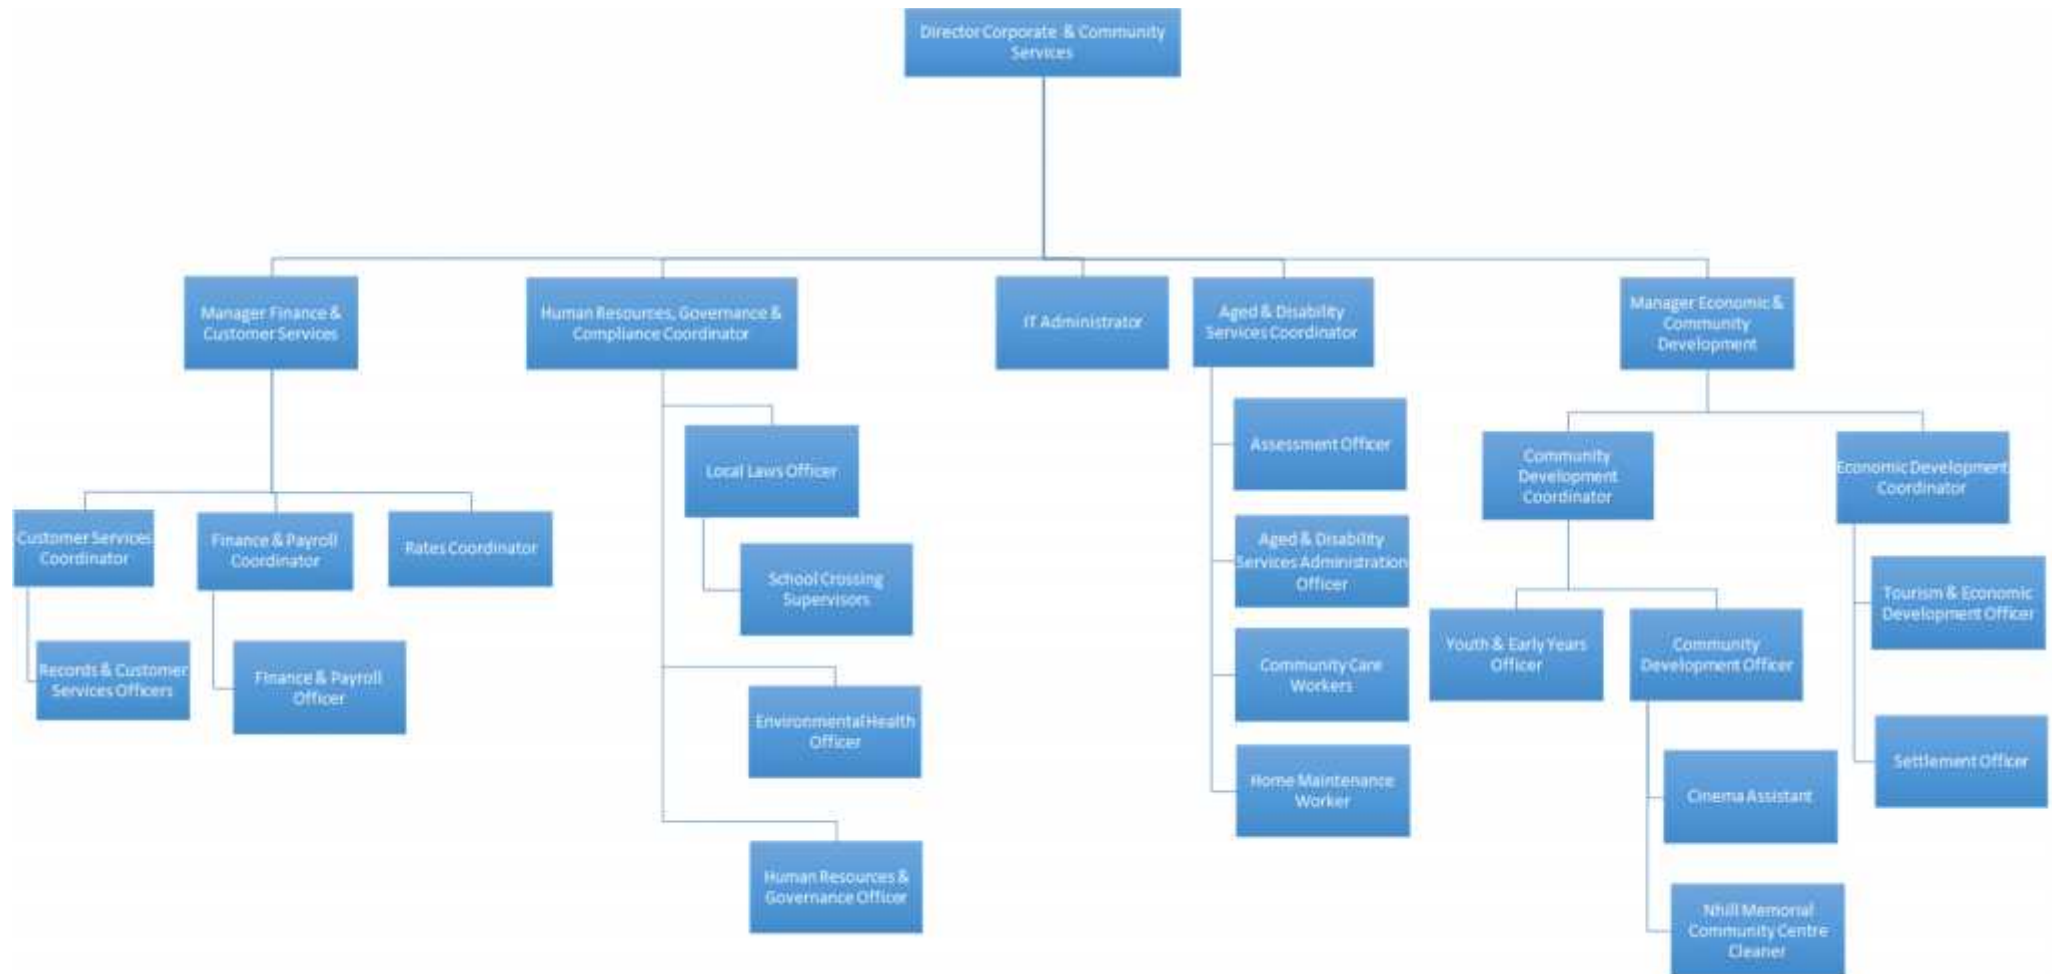 Director Corporate & Community
Services
Manager Finance &
Customer Services
Human Resources, Governance &
Compliance Coordinator
IT Administrator
Aged & Disability
Services Coordinator
Manager Economic &
Community
Development
Customer Services
Coordinator
Records & Customer
Services Officers
Finance & Payroll
Coordinator
Finance & Payroll
Officer
Rates Coordinator
Local Laws Officer
School Crossing
Supervisors
Environmental Health
Officer
Human Resources &
Governance Officer
Assessment Officer
Aged & Disability
Services Administration
Officer
Community Care
Workers
Home Maintenance
Worker
Community
Development
Coordinator
Youth & Early Years
Officer
Community
Development Officer
Cinema Assistant
Nhill Memorial
Community Centre
Cleaner
Economic Development
Coordinator
Tourism & Economic
Development Officer
Settlement Officer